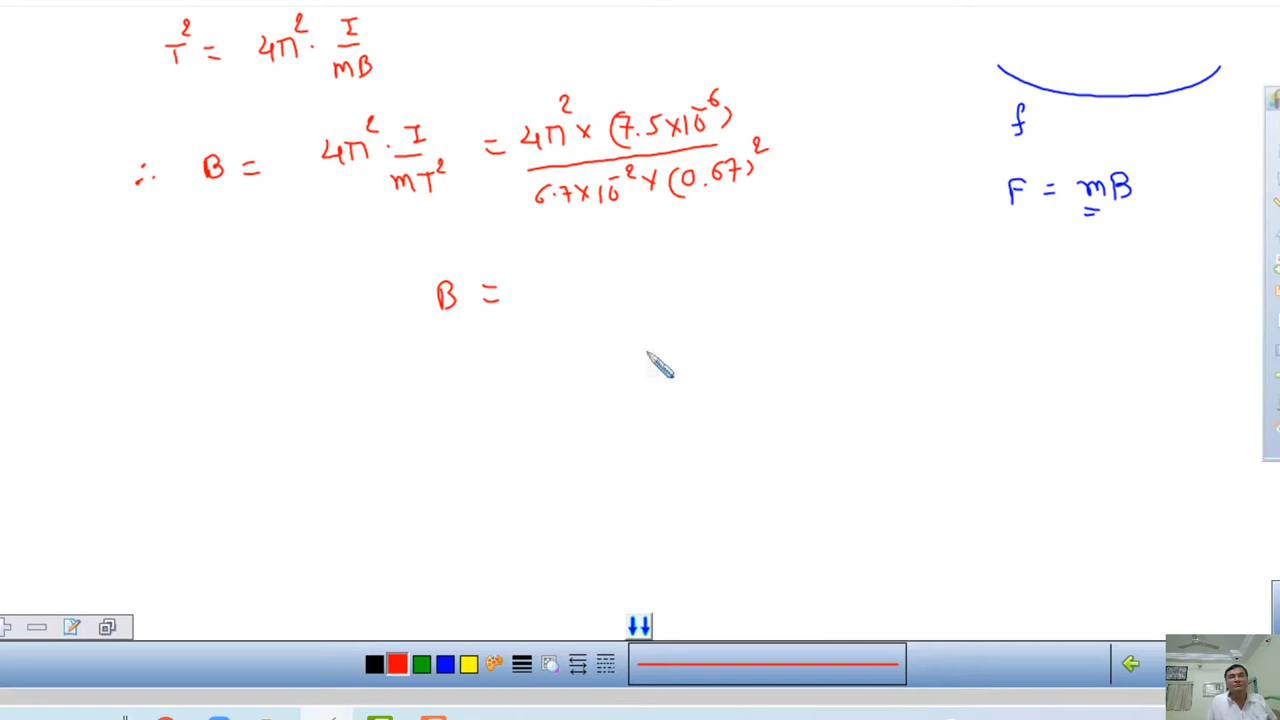 T² = 4π² · I/mB
∴ B = 4π² · I/mT² = 4π² × (7.5×10⁻⁶) / 6.7×10⁻² × (0.67)²
B =
f
F = mB